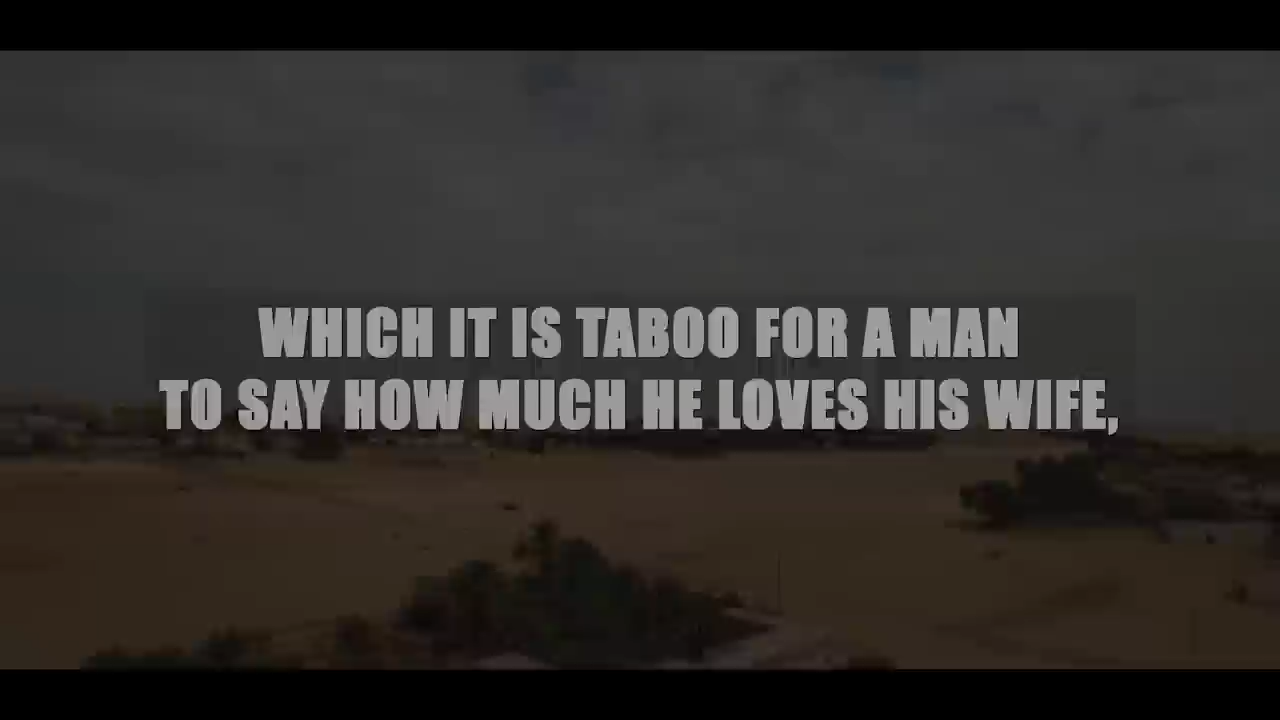 WHICH IT IS TABOO FOR A MAN
TO SAY HOW MUCH HE LOVES HIS WIFE,